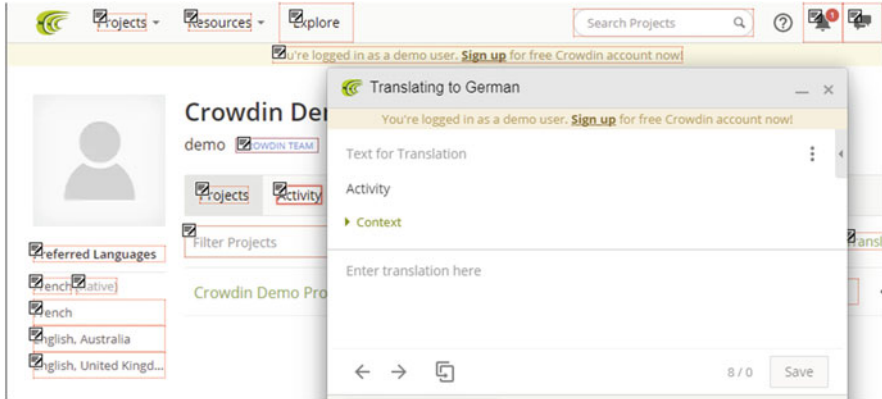 Projects Resources Explore Search Projects 1
You're logged in as a demo user. Sign up for free Crowdin account now!
Translating to German
You're logged in as a demo user. Sign up for free Crowdin account now!
Crowdin De
demo CROWDIN TEAM
Text for Translation
Projects Activity
Activity
Context
Filter Projects
Preferred Languages
Enter translation here
French (native)
Crowdin Demo Pro
French
English, Australia
English, United Kingd...
8 / 0 Save